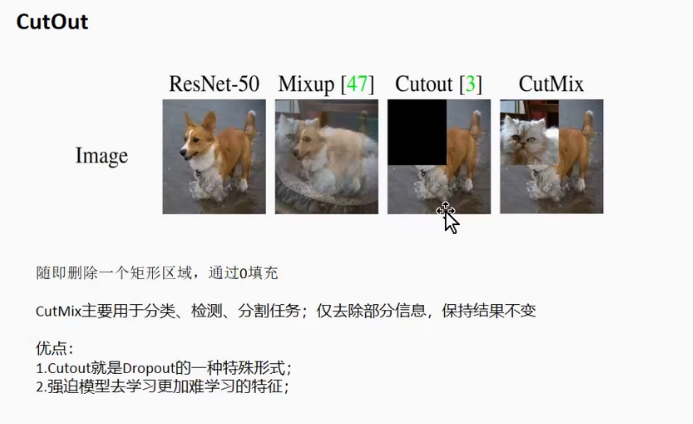 CutOut
ResNet-50 Mixup [47] Cutout [3] CutMix
Image
随即删除一个矩形区域，通过0填充
CutMix主要用于分类、检测、分割任务；仅去除部分信息，保持结果不变
优点：
1.Cutout就是Dropout的一种特殊形式；
2.强迫模型去学习更加难学习的特征；